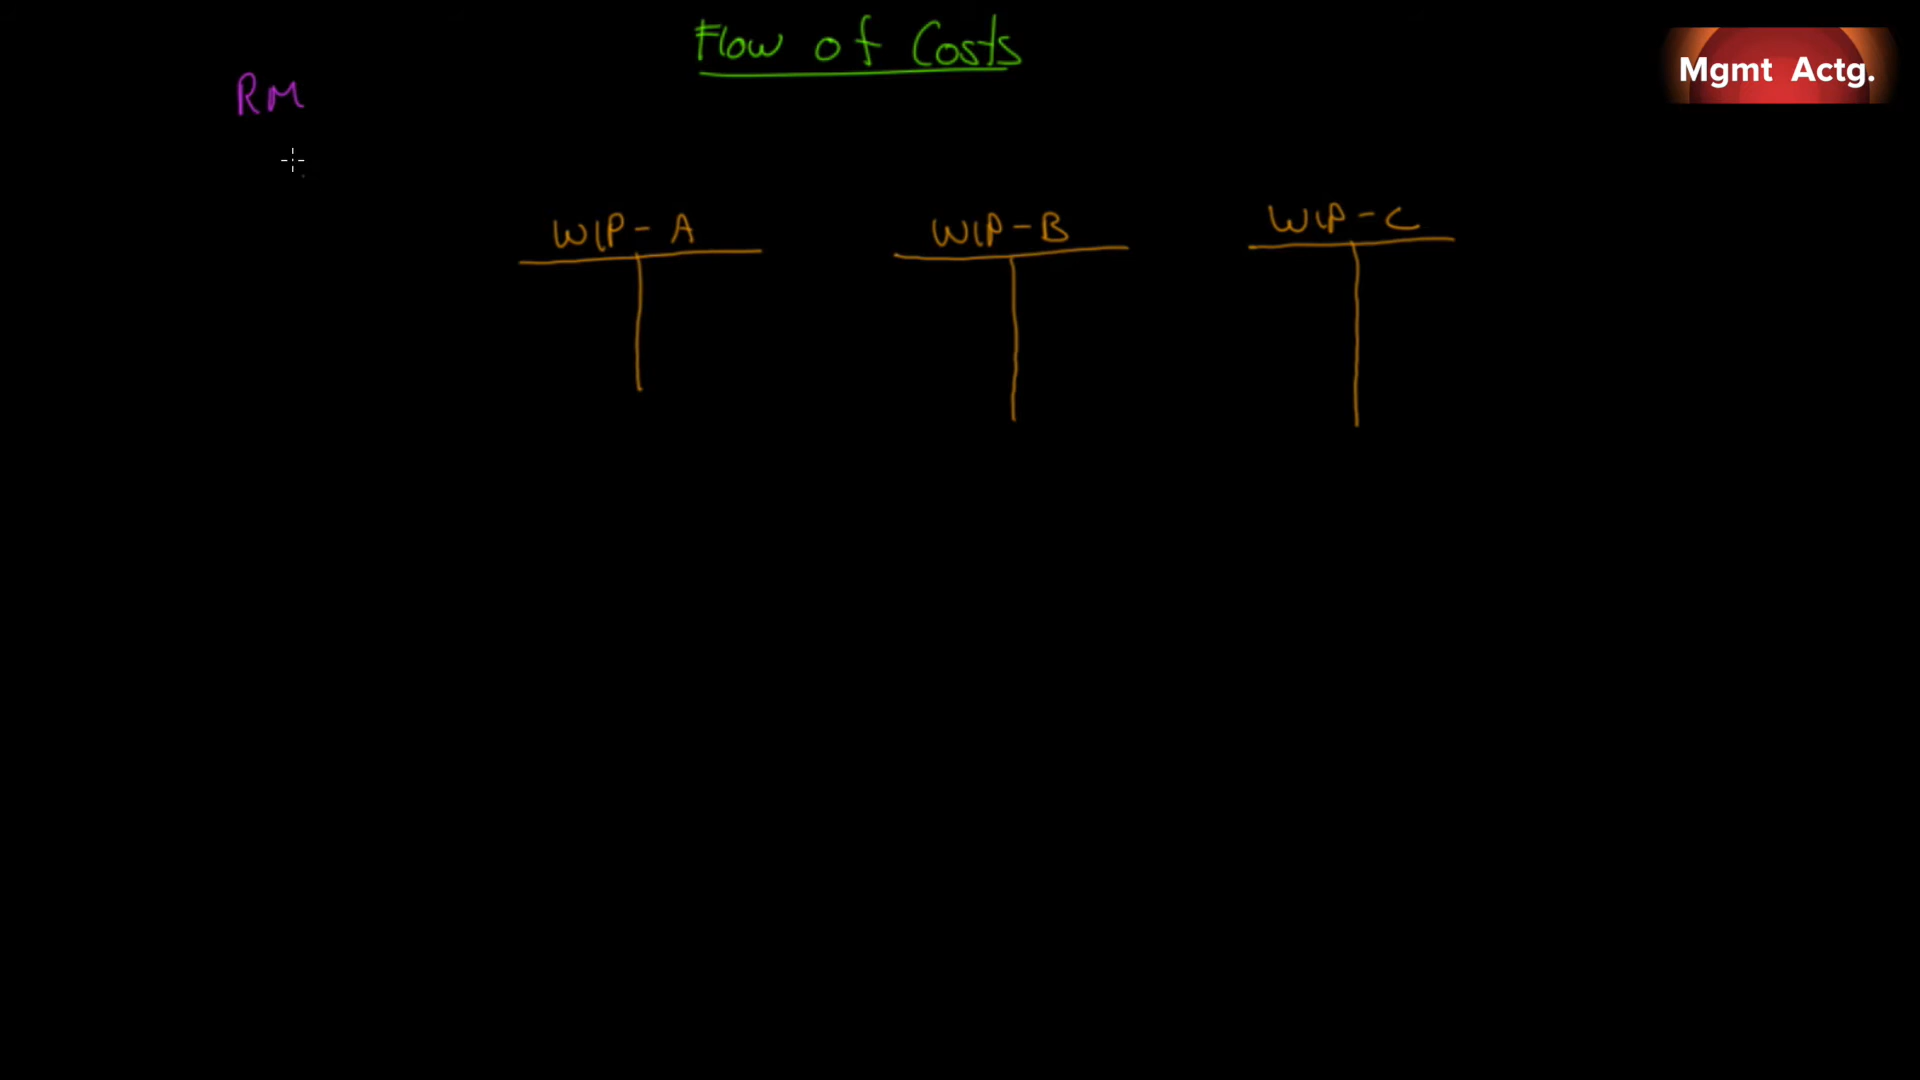 Flow of Costs
Mgmt Actg.
RM
WIP - A
WIP - B
WIP - C